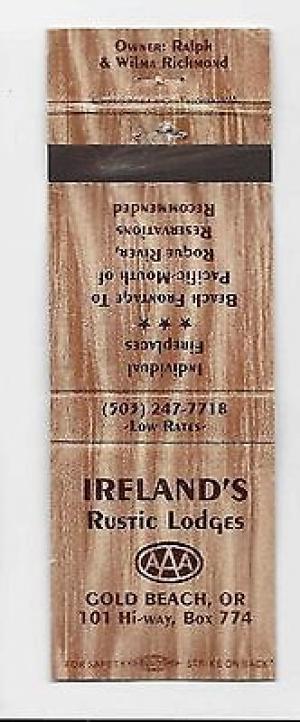 Owner: Ralph
& Wilma Richmond
Individual
Fireplaces
★ ★ ★
Beach Frontage To
Pacific-Mouth of
Rogue River,
Reservations
Recommended
(503) 247-7718
-Low Rates-
IRELAND'S
Rustic Lodges
AAA
GOLD BEACH, OR
101 Hi-way, Box 774
FOR SAFETY
STRIKE ON BACK